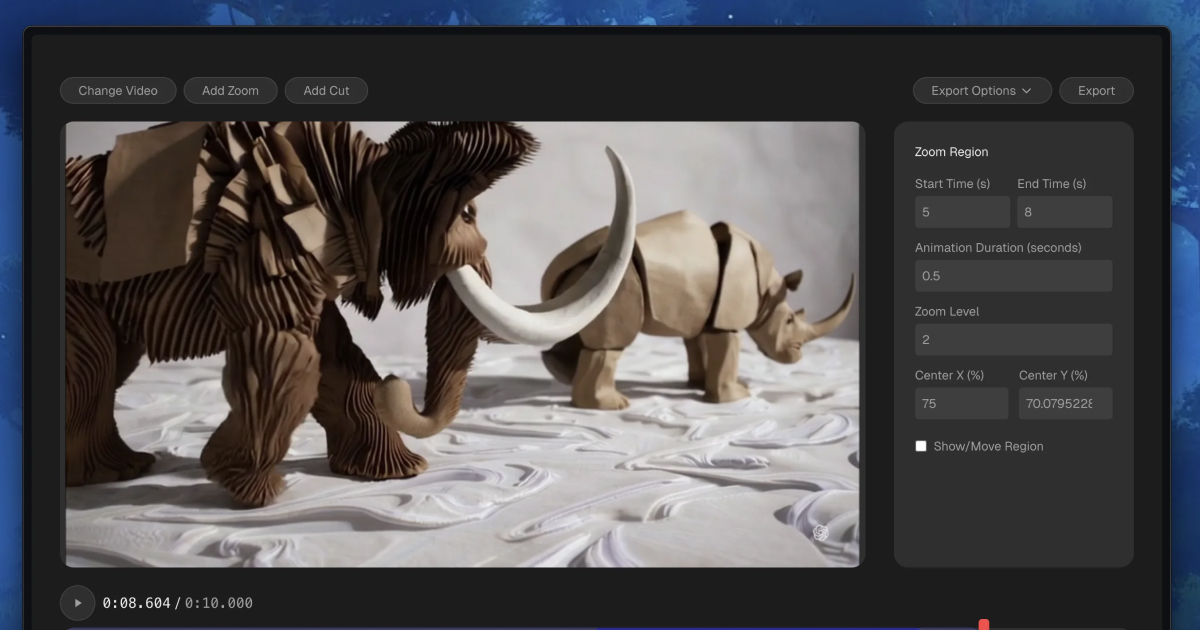 Change Video Add Zoom Add Cut Export Options Export
Zoom Region
Start Time (s) End Time (s)
5 8
Animation Duration (seconds)
0.5
Zoom Level
2
Center X (%) Center Y (%)
75 70.0795228
Show/Move Region
0:08.604 / 0:10.000